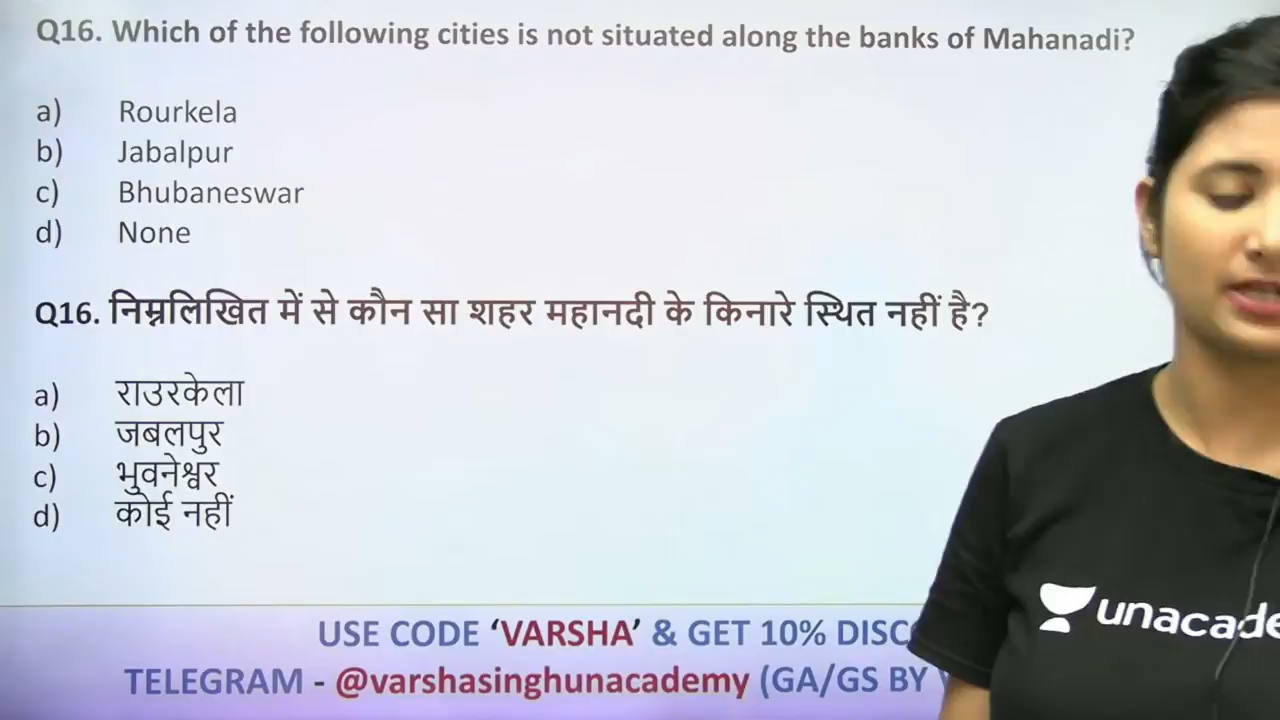 Q16. Which of the following cities is not situated along the banks of Mahanadi?
a) Rourkela
b) Jabalpur
c) Bhubaneswar
d) None
Q16. निम्नलिखित में से कौन सा शहर महानदी के किनारे स्थित नहीं है?
a) राउरकेला
b) जबलपुर
c) भुवनेश्वर
d) कोई नहीं
USE CODE ‘VARSHA’ & GET 10%
TELEGRAM - @varshasinghunacademy (GA/GS BY